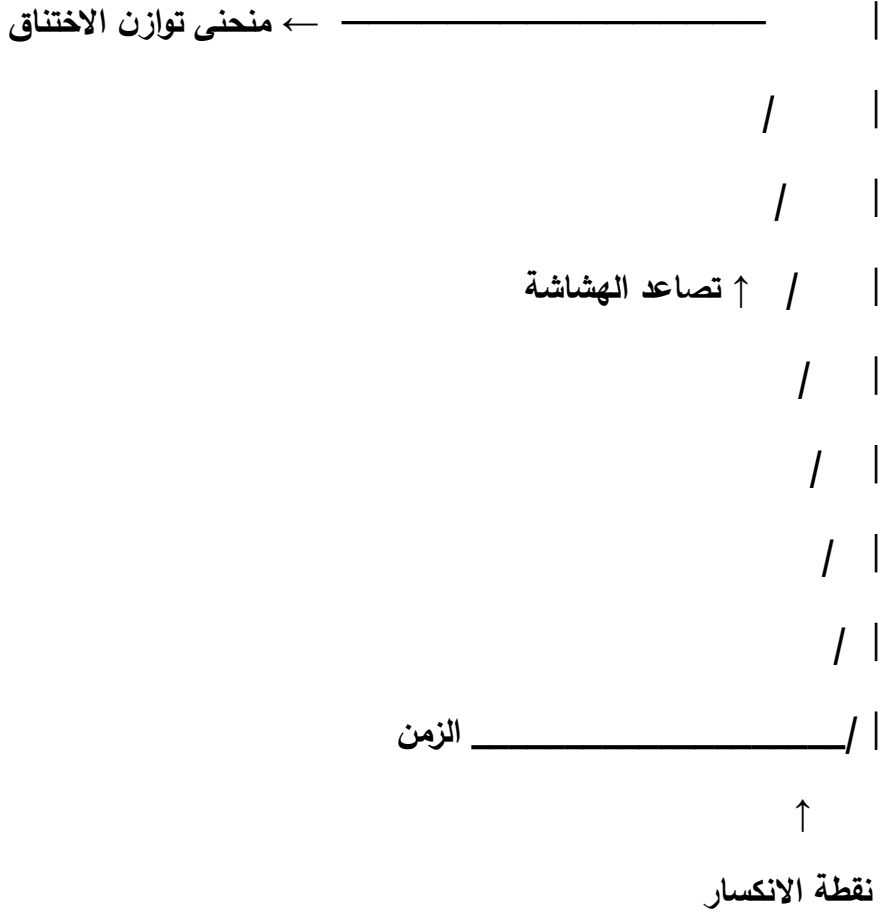 منحنى توازن الاختناق ←
↑ تصاعد الهشاشة
الزمن
↑
نقطة الانكسار